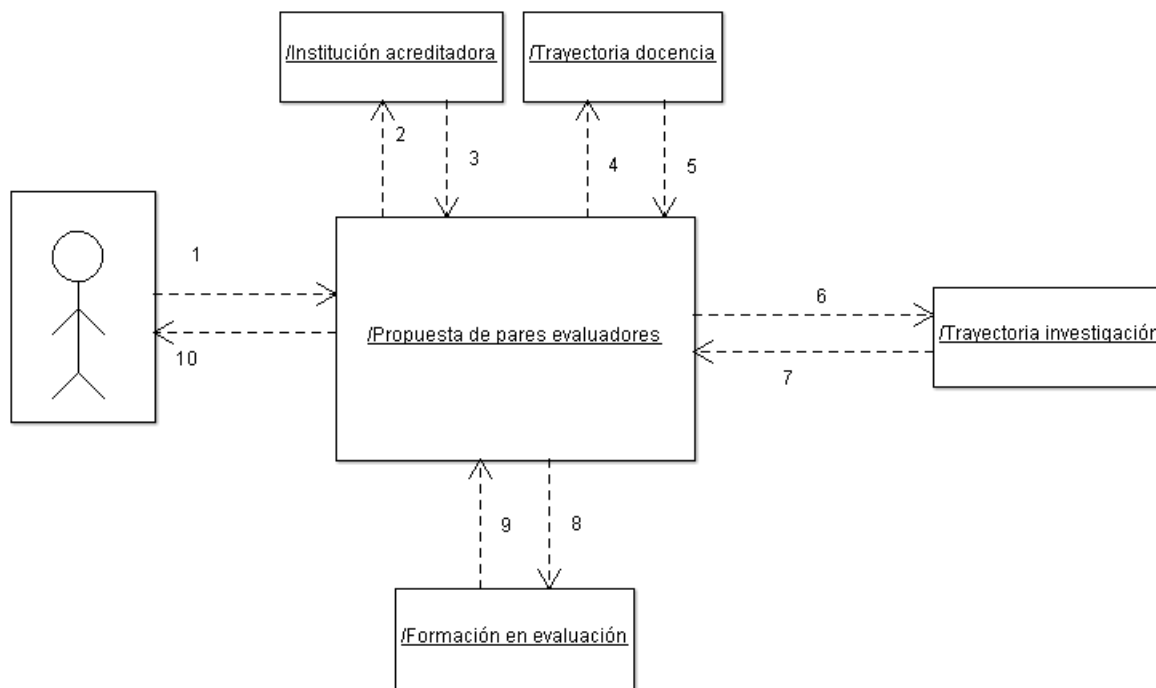 /Institución acreditadora
/Trayectoria docencia
2
3
4
5
1
10
/Propuesta de pares evaluadores
6
7
/Trayectoria investigación
9
8
/Formación en evaluación